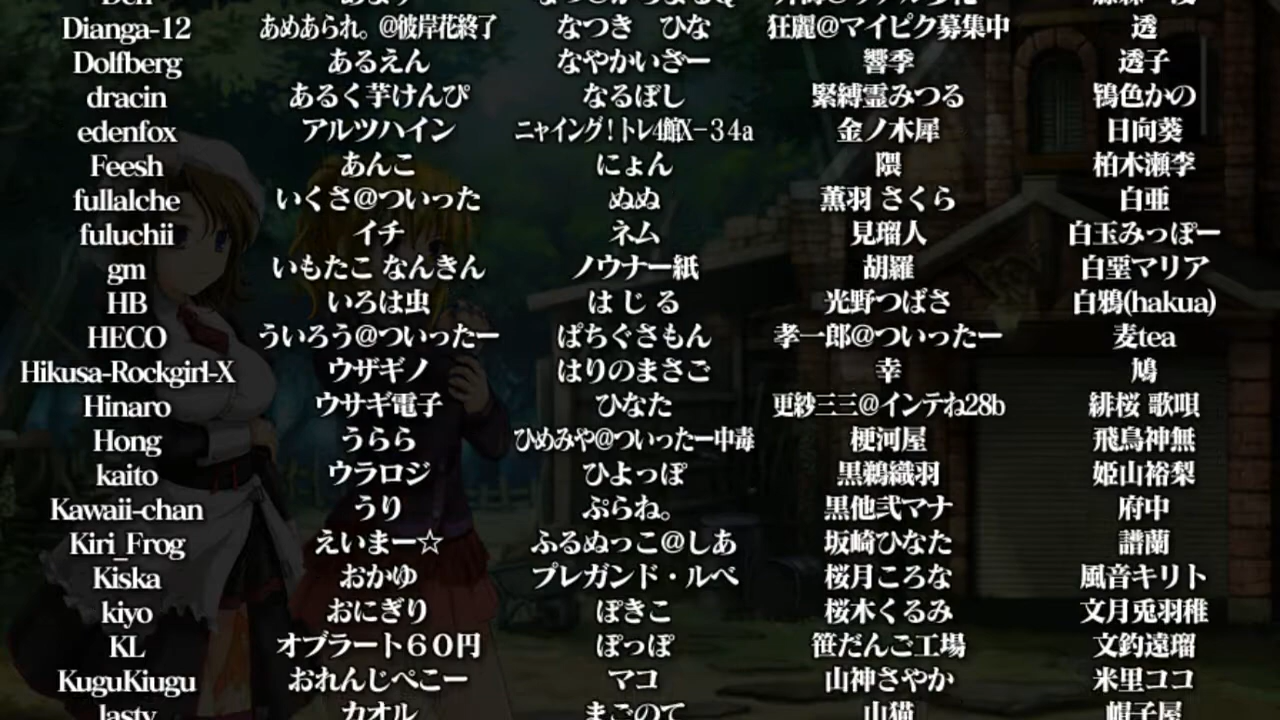 Dianga-12 あめあられ。@彼岸花終了 なつき　ひな 狂麗@マイピク募集中 透
Dolfberg あるえん なやかいざー 響季 透子
dracin あるく芋けんぴ なるぼし 緊縛霊みつる 鴇色かの
edenfox アルツハイン ニャイング！トレ4館X－３４a 金ノ木犀 日向葵
Feesh あんこ にょん 隈 柏木瀬李
fullalche いくさ@ついった ぬぬ 薫羽 さくら 白亜
fuluchii イチ ネム 見瑠人 白玉みっぽー
gm いもたこ なんきん ノウナー紙 胡羅 白堊マリア
HB いろは虫 は じ る 光野つばさ 白鴉(hakua)
HECO ういろう@ついったー ぱちぐさもん 孝一郎@ついったー 麦tea
Hikusa-Rockgirl-X ウザギノ はりのまさご 幸 鳩
Hinaro ウサギ電子 ひなた 更紗三三@インテね28b 緋桜 歌唄
Hong うらら ひめみや@ついったー中毒 梗河屋 飛鳥神無
kaito ウラロジ ひよっぽ 黒鵜織羽 姫山裕梨
Kawaii-chan うり ぷらね。 黒他弐マナ 府中
Kiri_Frog えいまー☆ ふるぬっこ@しあ 坂崎ひなた 譜蘭
Kiska おかゆ プレガンド・ルベ 桜月ころな 風音キリト
kiyo おにぎり ぽきこ 桜木くるみ 文月兎羽稚
KL オブラート６０円 ぽっぽ 笹だんご工場 文釣遠瑠
KuguKiugu おれんじぺこー マコ 山神さやか 米里ココ
lasty カオル まごのて 山猫 帽子屋